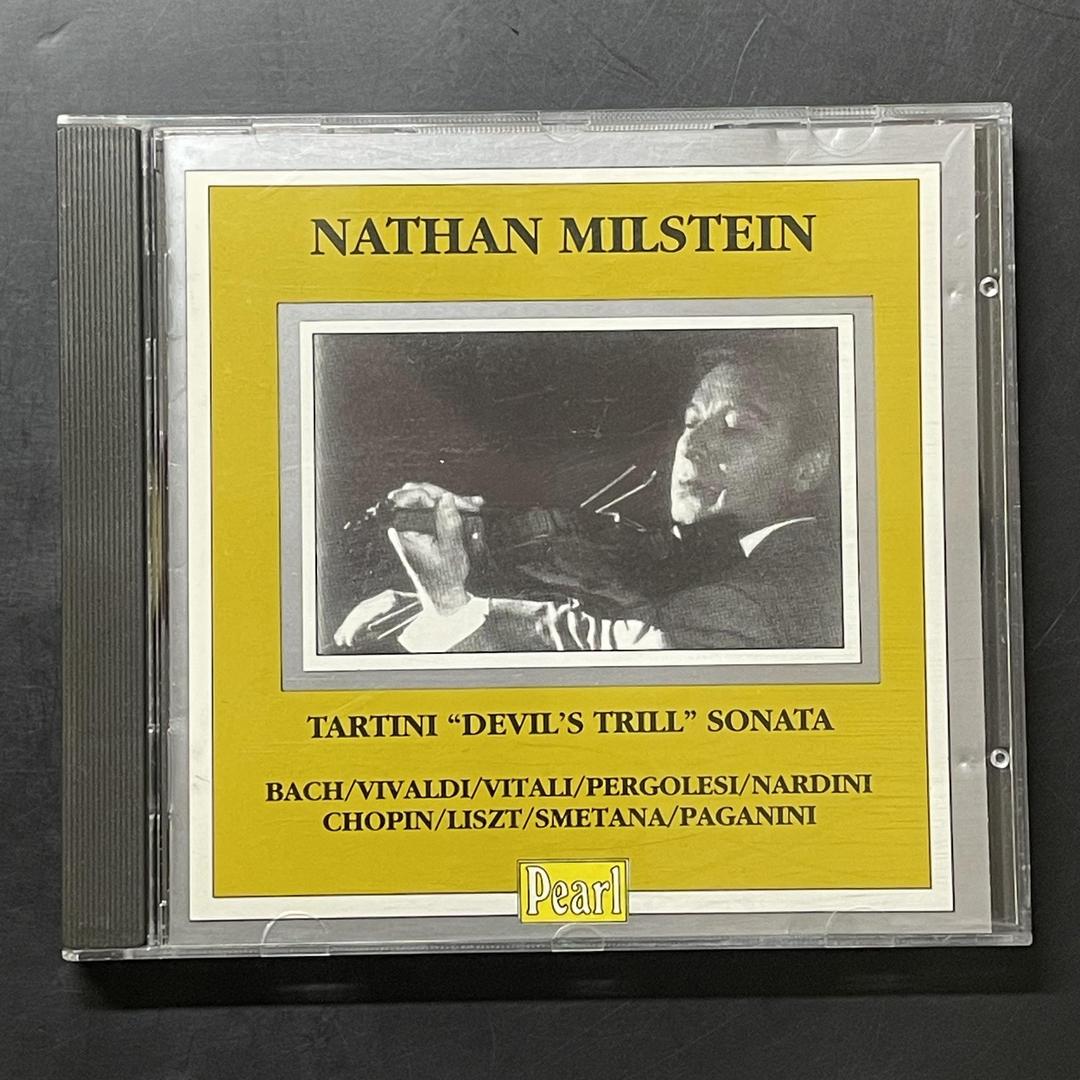 NATHAN MILSTEIN
TARTINI “DEVIL’S TRILL” SONATA
BACH/VIVALDI/VITALI/PERGOLESI/NARDINI
CHOPIN/LISZT/SMETANA/PAGANINI
Pearl